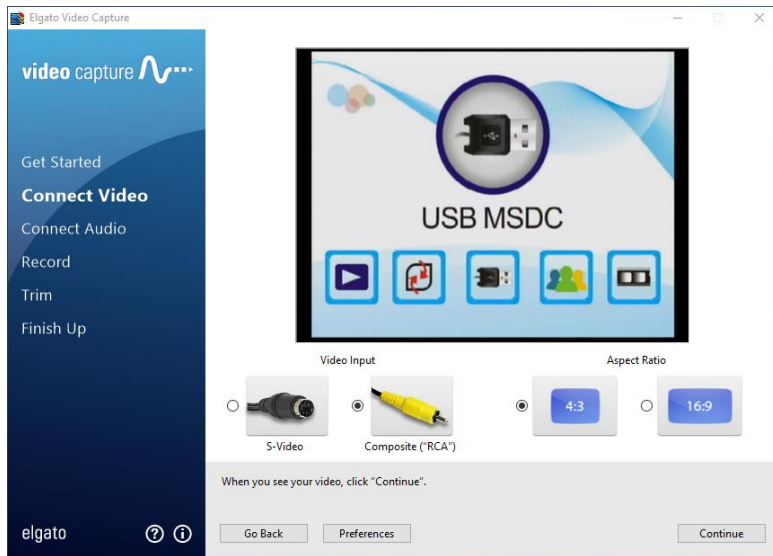 Elgato Video Capture
video capture
Get Started
Connect Video
Connect Audio
Record
Trim
Finish Up
USB MSDC
Video Input
Aspect Ratio
4:3
16:9
S-Video
Composite ("RCA")
When you see your video, click "Continue".
elgato
Go Back
Preferences
Continue